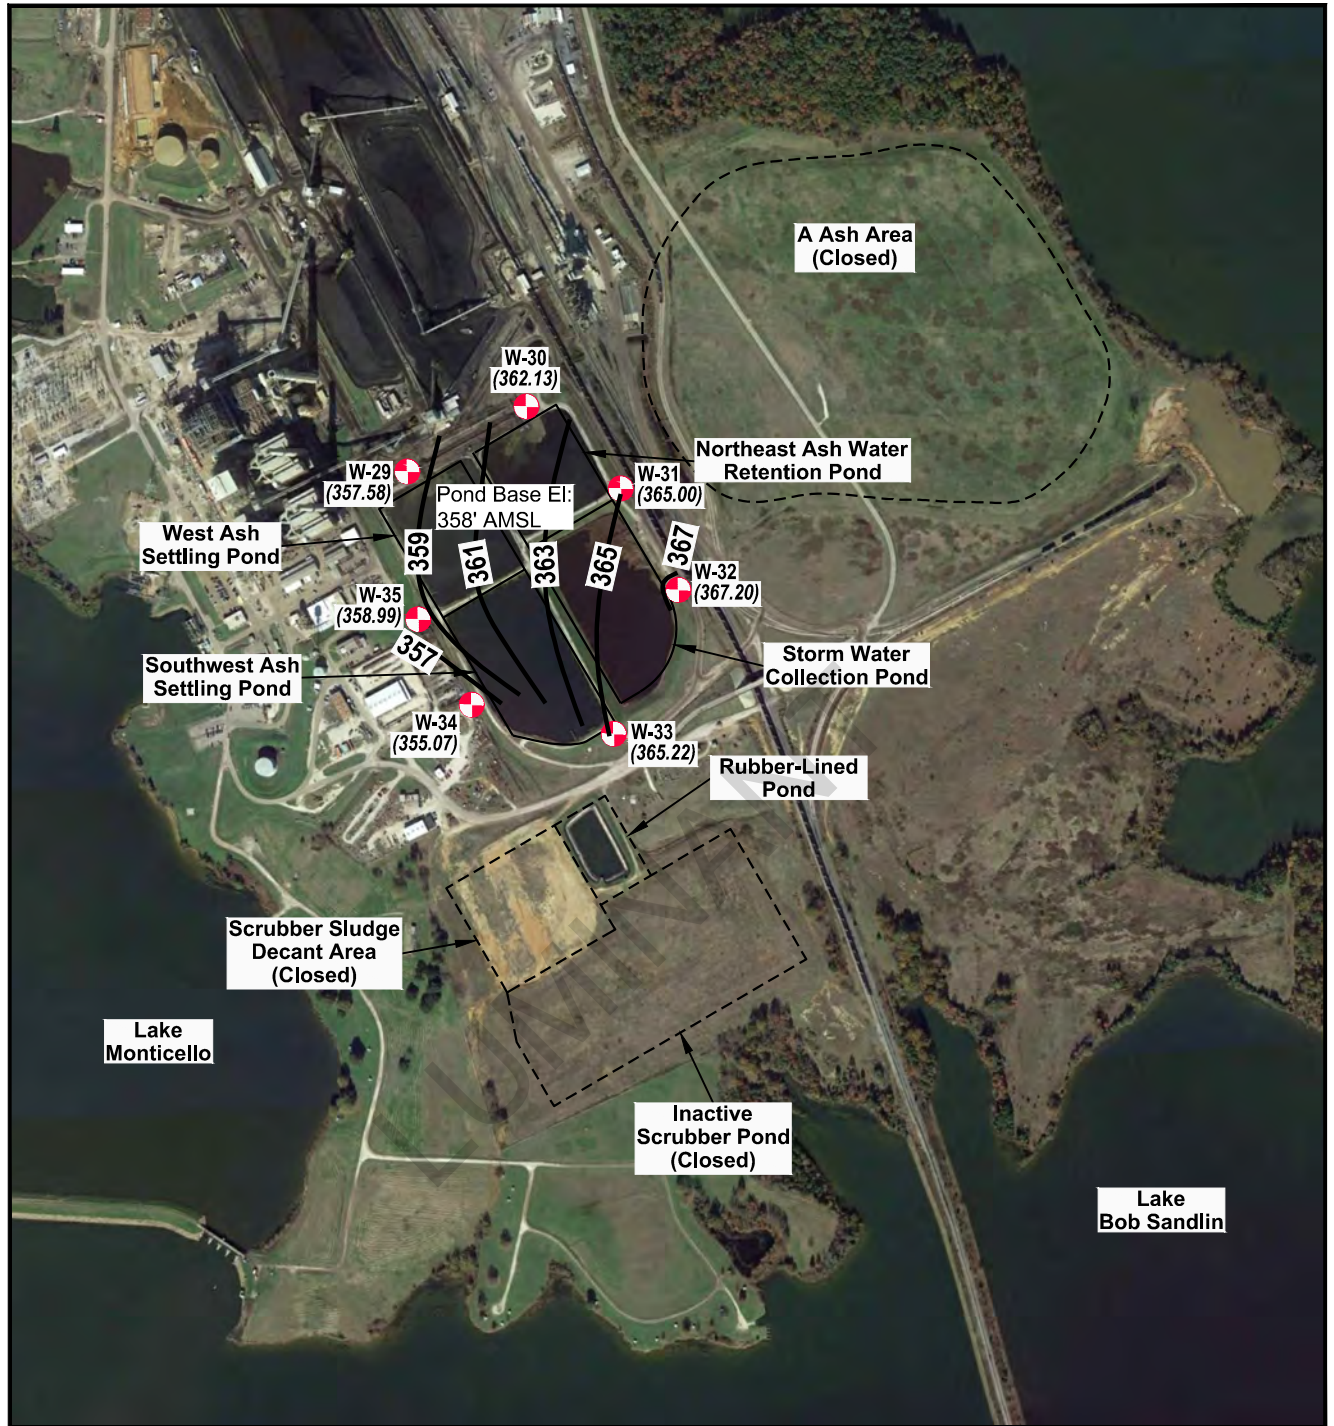 A Ash Area
(Closed)
W-30
(362.13)
Northeast Ash Water
Retention Pond
W-29
(357.58)
W-31
(365.00)
Pond Base El:
358' AMSL
West Ash
Settling Pond
359
361
363
365
367
W-32
(367.20)
W-35
(358.99)
357
Southwest Ash
Settling Pond
Storm Water
Collection Pond
W-34
(355.07)
W-33
(365.22)
Rubber-Lined
Pond
Scrubber Sludge
Decant Area
(Closed)
Lake
Monticello
Inactive
Scrubber Pond
(Closed)
Lake
Bob Sandlin